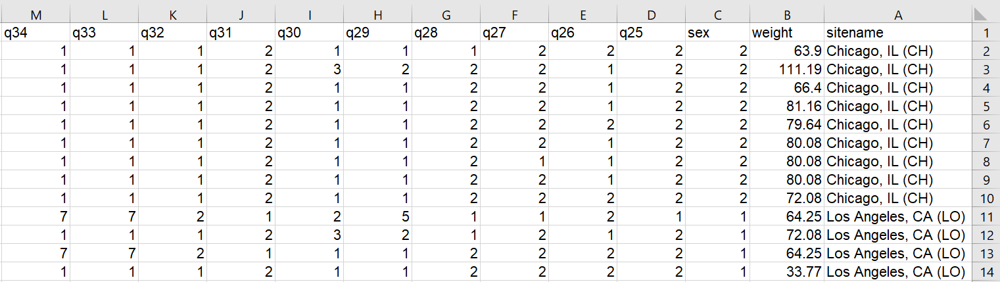 M L K J I H G F E D C B A
q34 q33 q32 q31 q30 q29 q28 q27 q26 q25 sex weight sitename 1
1 1 1 2 1 1 1 2 2 2 2 63.9 Chicago, IL (CH) 2
1 1 1 2 3 2 2 2 1 2 2 111.19 Chicago, IL (CH) 3
1 1 1 2 1 1 2 2 1 2 2 66.4 Chicago, IL (CH) 4
1 1 1 2 1 1 2 2 1 2 2 81.16 Chicago, IL (CH) 5
1 1 1 2 1 1 2 2 2 2 2 79.64 Chicago, IL (CH) 6
1 1 1 2 1 1 2 2 1 2 2 80.08 Chicago, IL (CH) 7
1 1 1 2 1 1 2 1 1 2 2 80.08 Chicago, IL (CH) 8
1 1 1 2 1 1 2 2 1 2 2 80.08 Chicago, IL (CH) 9
1 1 1 2 1 1 2 2 2 2 2 72.08 Chicago, IL (CH) 10
7 7 2 1 2 5 1 1 2 1 1 64.25 Los Angeles, CA (LO) 11
1 1 1 2 3 2 1 2 1 2 1 72.08 Los Angeles, CA (LO) 12
7 7 2 1 1 1 2 2 2 2 1 64.25 Los Angeles, CA (LO) 13
1 1 1 2 1 1 2 2 2 2 1 33.77 Los Angeles, CA (LO) 14